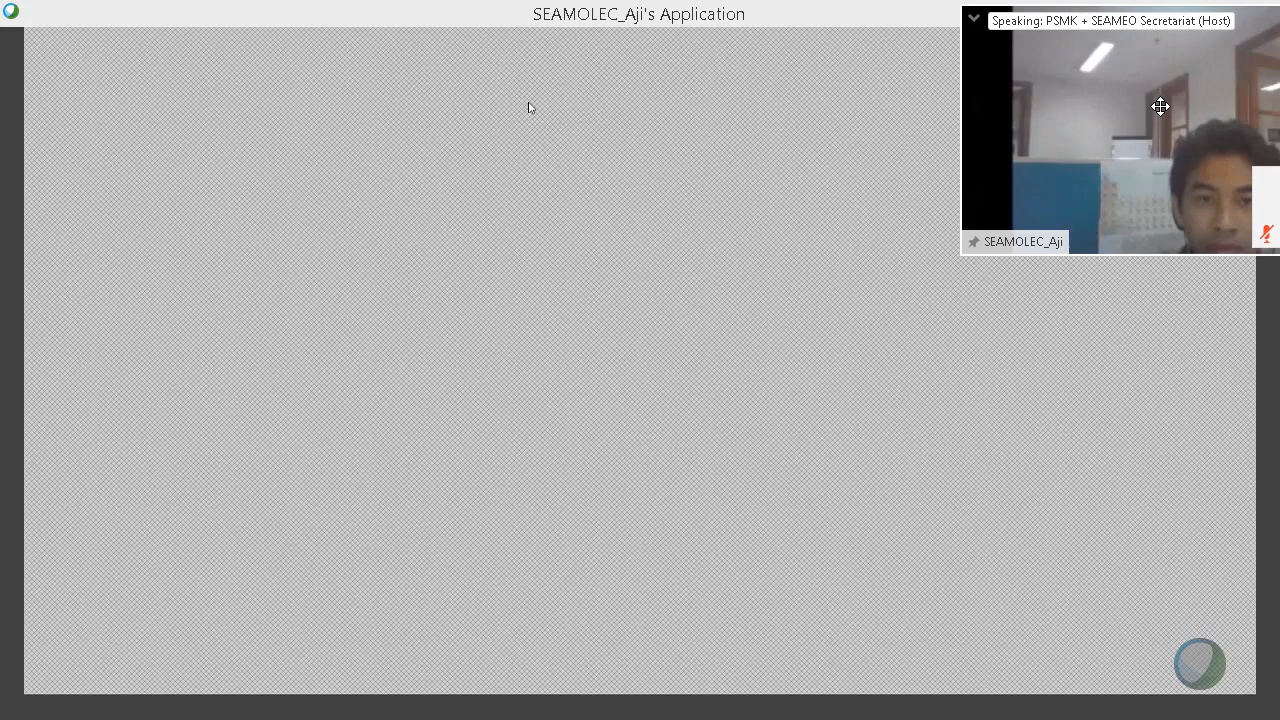 SEAMOLEC_Aji's Application
Speaking: PSMK + SEAMEO Secretariat (Host)
SEAMOLEC_Aji